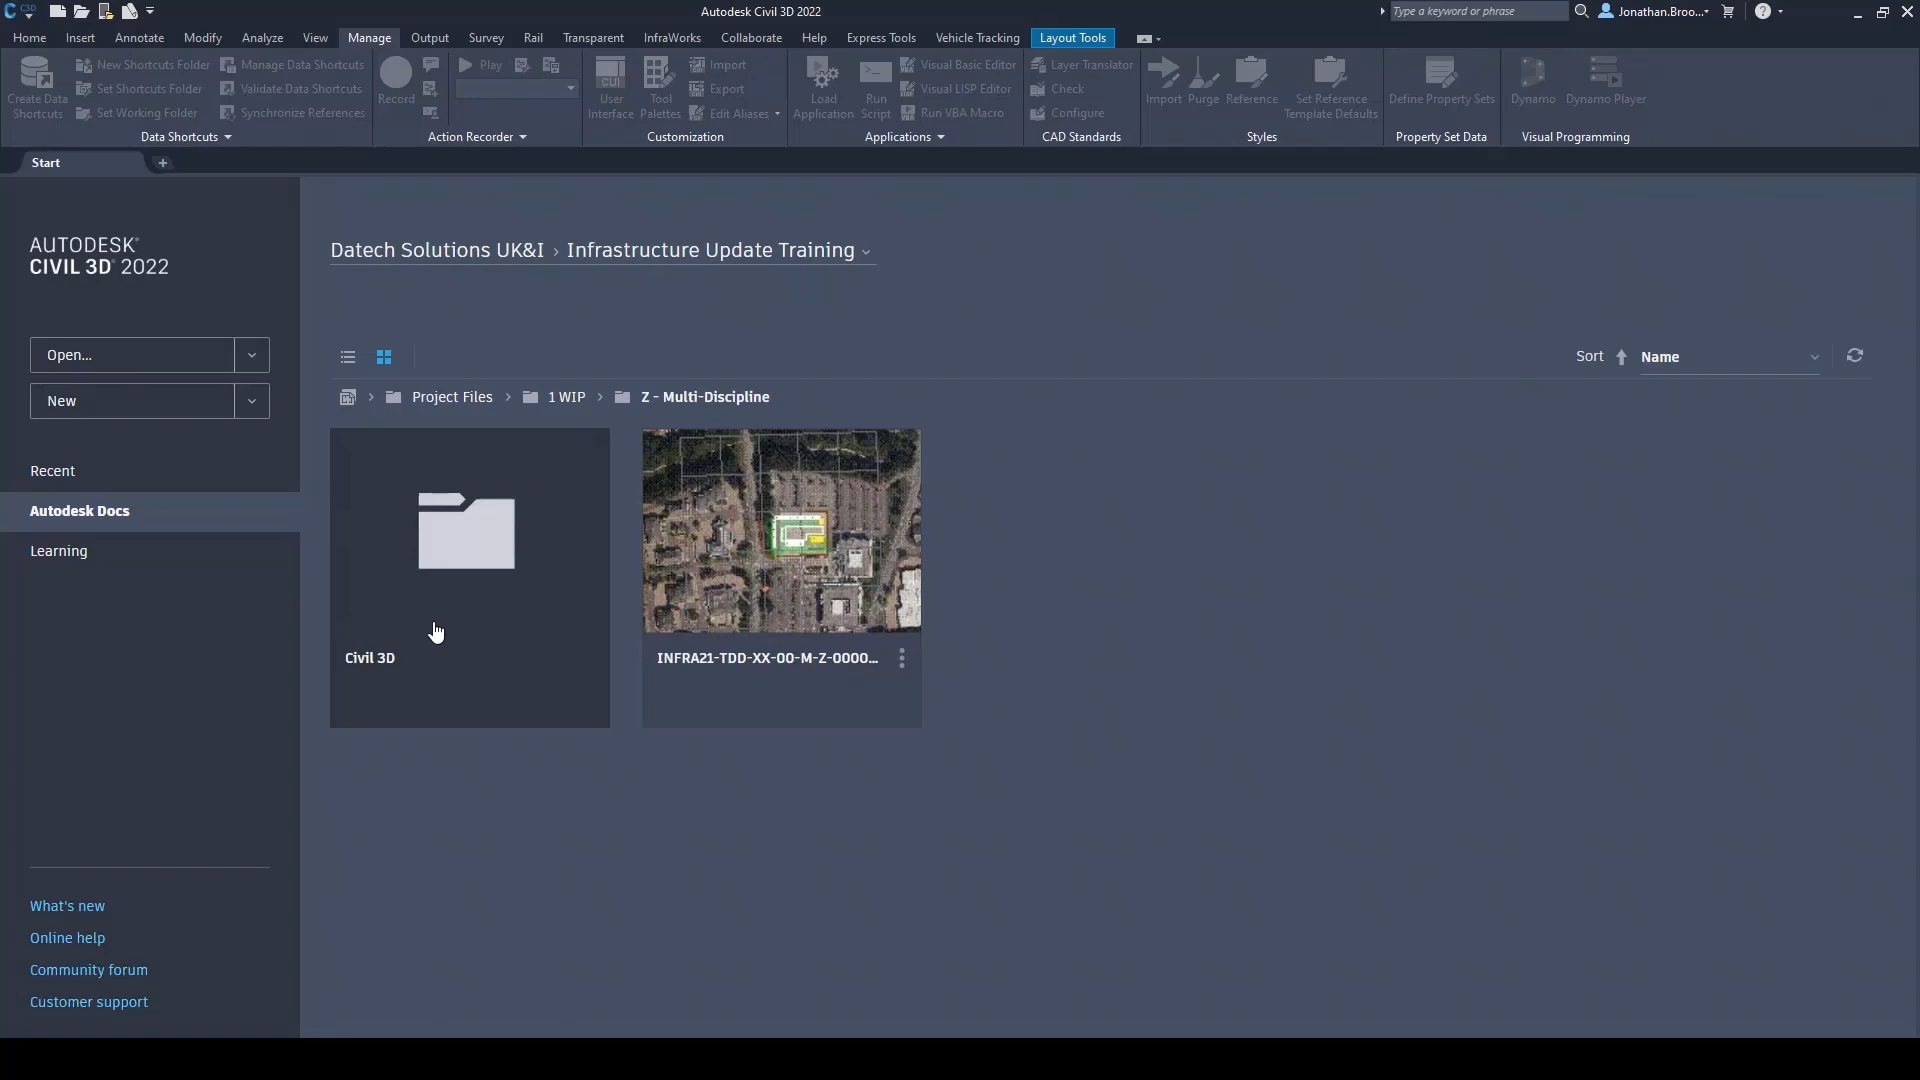 C3D
Autodesk Civil 3D 2022
Type a keyword or phrase
Jonathan.Broo...
Home Insert Annotate Modify Analyze View Manage Output Survey Rail Transparent InfraWorks Collaborate Help Express Tools Vehicle Tracking Layout Tools
Create Data Shortcuts
New Shortcuts Folder
Set Shortcuts Folder
Set Working Folder
Manage Data Shortcuts
Validate Data Shortcuts
Synchronize References
Data Shortcuts
Record
Play
Action Recorder
CUI
User Interface
Tool Palettes
Import
Export
Edit Aliases
Customization
Load Application
Run Script
Visual Basic Editor
Visual LISP Editor
Run VBA Macro
Applications
Layer Translator
Check
Configure
CAD Standards
Import
Purge
Reference
Set Reference Template Defaults
Styles
Define Property Sets
Property Set Data
Dynamo
Dynamo Player
Visual Programming
Start
AUTODESK®
CIVIL 3D® 2022
Open...
New
Recent
Autodesk Docs
Learning
What's new
Online help
Community forum
Customer support
Datech Solutions UK&I › Infrastructure Update Training
Sort Name
› Project Files › 1 WIP › Z - Multi-Discipline
Civil 3D
INFRA21-TDD-XX-00-M-Z-0000...